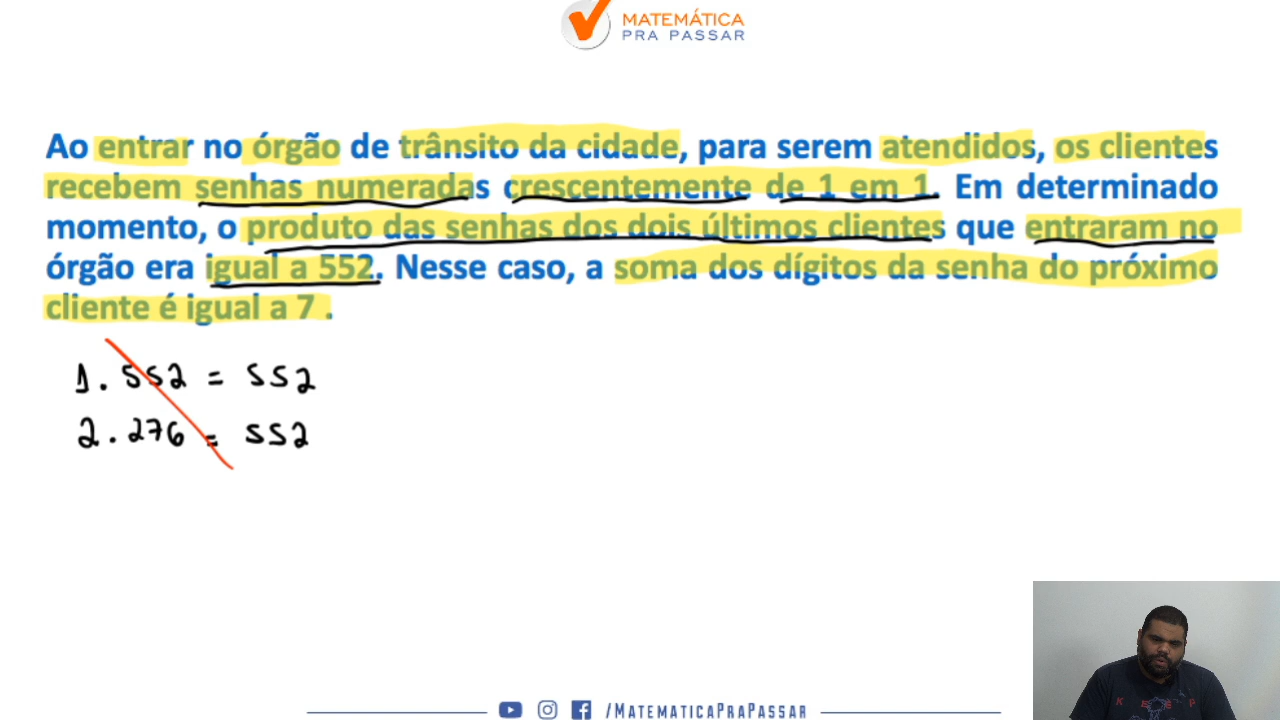 MATEMÁTICA
PRA PASSAR
Ao entrar no órgão de trânsito da cidade, para serem atendidos, os clientes
recebem senhas numeradas crescentemente de 1 em 1. Em determinado
momento, o produto das senhas dos dois últimos clientes que entraram no
órgão era igual a 552. Nesse caso, a soma dos dígitos da senha do próximo
cliente é igual a 7 .
1. 552 = 552
2. 276 = 552
K E G P
/MATEMATICAPRAPASSAR